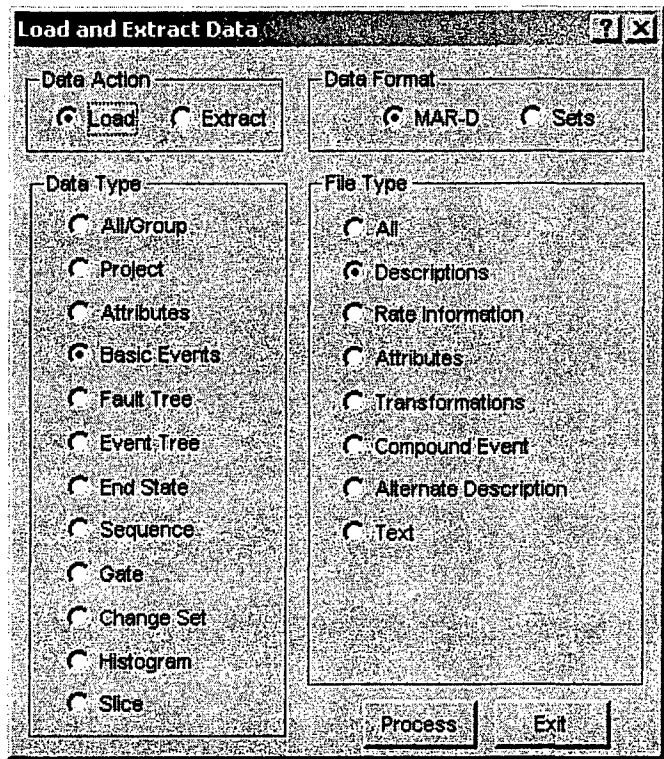 Load and Extract Data
Data Action
Load Extract
Data Format
MAR-D Sets
Data Type
All/Group
Project
Attributes
Basic Events
Fault Tree
Event Tree
End State
Sequence
Gate
Change Set
Histogram
Slice
File Type
All
Descriptions
Rate Information
Attributes
Transformations
Compound Event
Alternate Description
Text
Process Exit